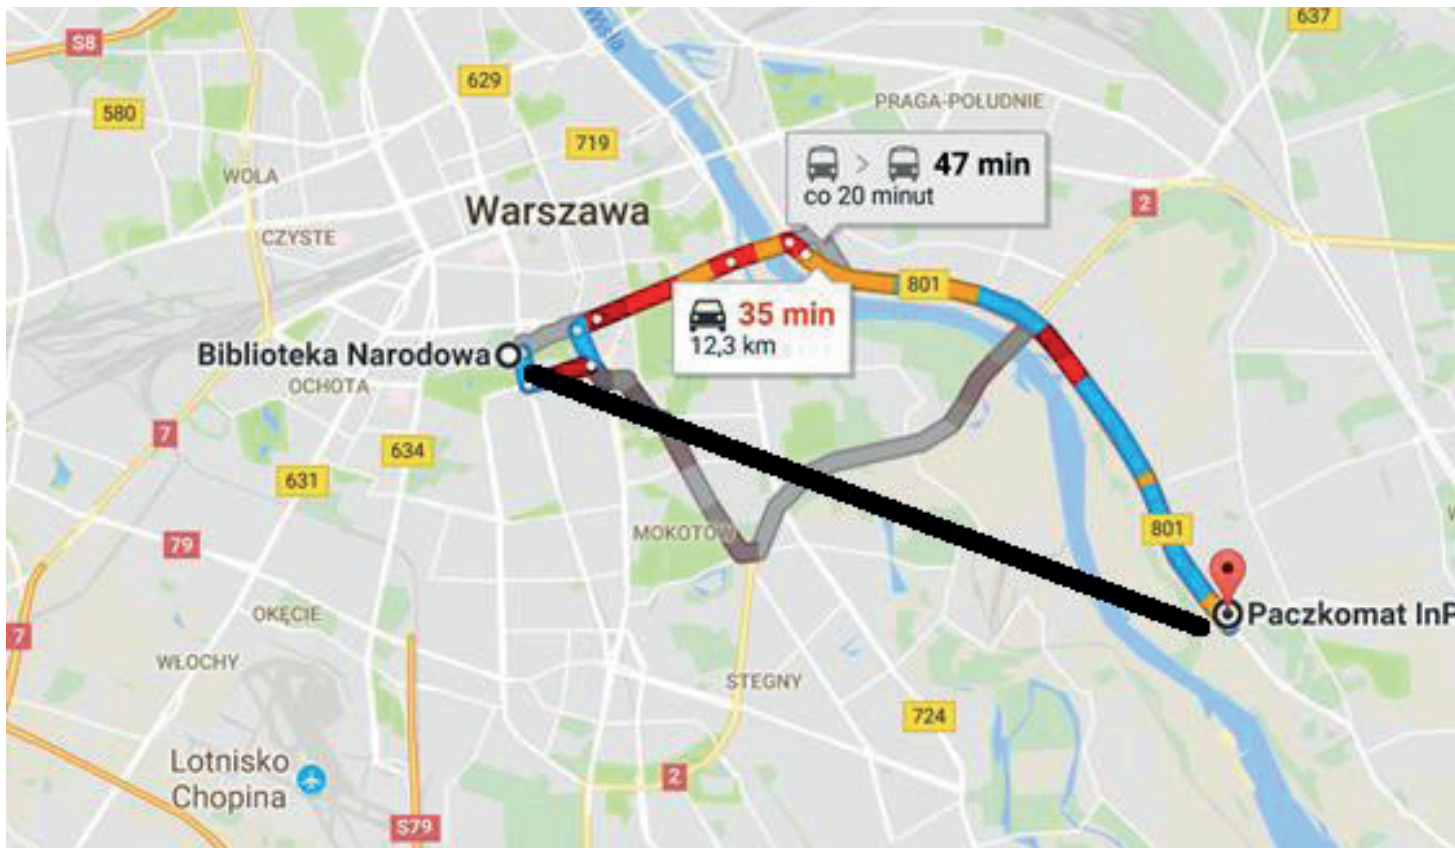 637
S8
Wisła
629
PRAGA-POŁUDNIE
580
719
47 min
co 20 minut
WOLA
2
Warszawa
CZYSTE
801
35 min
12,3 km
Biblioteka Narodowa
OCHOTA
7
634
631
801
MOKOTÓW
79
Paczkomat InP
OKĘCIE
7
WŁOCHY
STEGNY
724
Lotnisko
Chopina
2
S79